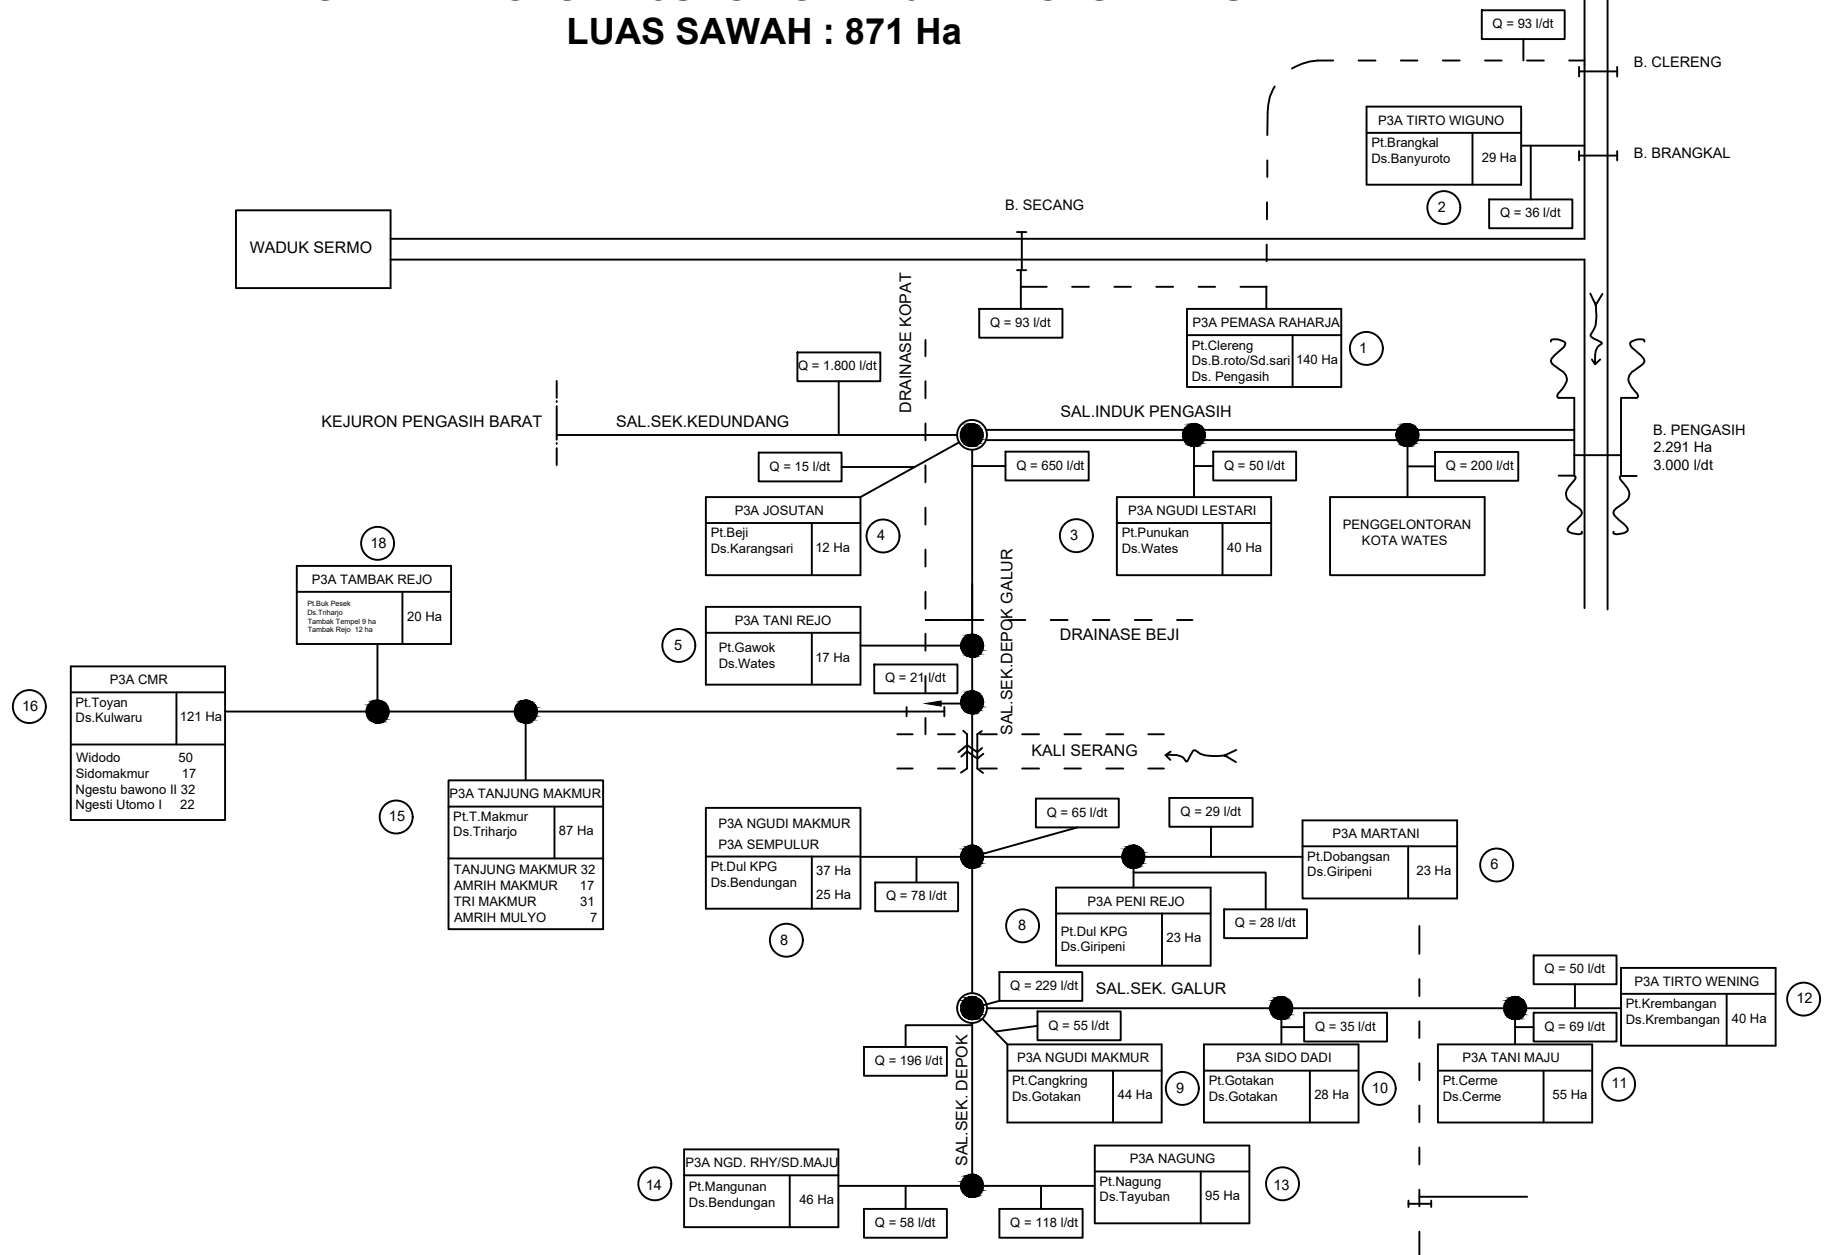 LUAS SAWAH : 871 Ha
Q = 93 l/dt
B. CLERENG
P3A TIRTO WIGUNO
Pt.Brangkal
Ds.Banyuroto
29 Ha
B. BRANGKAL
2
Q = 36 l/dt
B. SECANG
WADUK SERMO
DRAINASE KOPAT
Q = 93 l/dt
P3A PEMASA RAHARJA
Pt.Clereng
Ds.B.roto/Sd.sari
Ds. Pengasih
140 Ha
1
Q = 1.800 l/dt
KEJURON PENGASIH BARAT
SAL.SEK.KEDUNDANG
SAL.INDUK PENGASIH
B. PENGASIH
2.291 Ha
3.000 l/dt
Q = 15 l/dt
Q = 650 l/dt
Q = 50 l/dt
Q = 200 l/dt
P3A JOSUTAN
Pt.Beji
Ds.Karangsari
12 Ha
4
3
P3A NGUDI LESTARI
Pt.Punukan
Ds.Wates
40 Ha
PENGGELONTORAN
KOTA WATES
18
P3A TAMBAK REJO
Pt.Buk Pesek
Ds.Triharjo
Tambak Tempel 9 ha
Tambak Rejo 12 ha
20 Ha
5
P3A TANI REJO
Pt.Gawok
Ds.Wates
17 Ha
SAL.SEK.DEPOK GALUR
DRAINASE BEJI
Q = 21 l/dt
16
P3A CMR
Pt.Toyan
Ds.Kulwaru
121 Ha
Widodo 50
Sidomakmur 17
Ngestu bawono II 32
Ngesti Utomo I 22
KALI SERANG
15
P3A TANJUNG MAKMUR
Pt.T.Makmur
Ds.Triharjo
87 Ha
TANJUNG MAKMUR 32
AMRIH MAKMUR 17
TRI MAKMUR 31
AMRIH MULYO 7
P3A NGUDI MAKMUR
P3A SEMPULUR
Pt.Dul KPG
Ds.Bendungan
37 Ha
25 Ha
8
Q = 78 l/dt
Q = 65 l/dt
Q = 29 l/dt
P3A MARTANI
Pt.Dobangsan
Ds.Giripeni
23 Ha
6
8
P3A PENI REJO
Pt.Dul KPG
Ds.Giripeni
23 Ha
Q = 28 l/dt
Q = 229 l/dt
SAL.SEK. GALUR
Q = 50 l/dt
P3A TIRTO WENING
Pt.Krembangan
Ds.Krembangan
40 Ha
12
Q = 196 l/dt
Q = 55 l/dt
Q = 35 l/dt
Q = 69 l/dt
SAL.SEK. DEPOK
P3A NGUDI MAKMUR
Pt.Cangkring
Ds.Gotakan
44 Ha
9
P3A SIDO DADI
Pt.Gotakan
Ds.Gotakan
28 Ha
10
P3A TANI MAJU
Pt.Cerme
Ds.Cerme
55 Ha
11
14
P3A NGD. RHY/SD.MAJU
Pt.Mangunan
Ds.Bendungan
46 Ha
P3A NAGUNG
Pt.Nagung
Ds.Tayuban
95 Ha
13
Q = 58 l/dt
Q = 118 l/dt